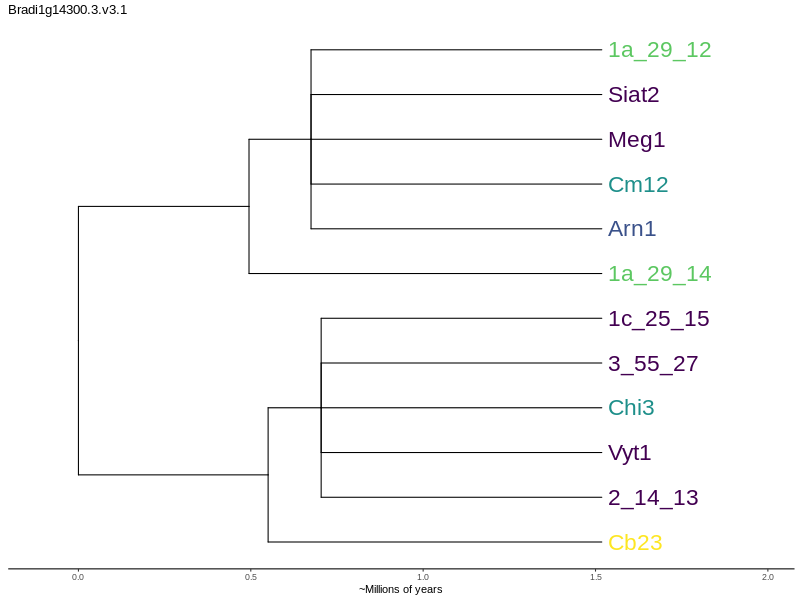 Bradi1g14300.3.v3.1
1a_29_12
Siat2
Meg1
Cm12
Arn1
1a_29_14
1c_25_15
3_55_27
Chi3
Vyt1
2_14_13
Cb23
0.0 0.5 1.0 1.5 2.0
~Millions of years